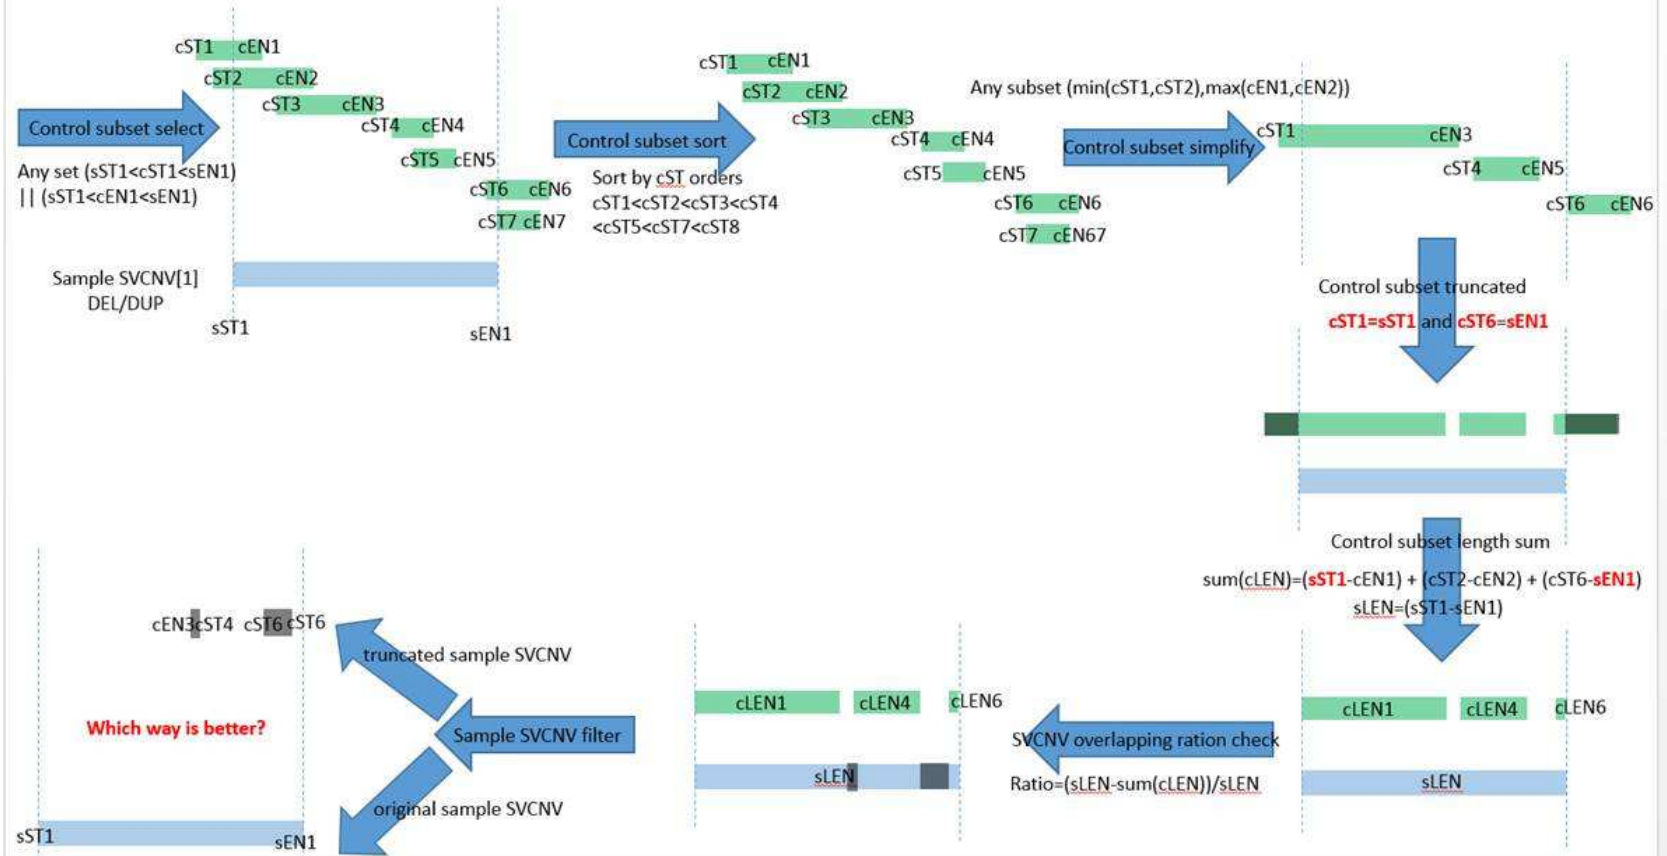 cST1 cEN1
cST2 cEN2
cST3 cEN3
cST4 cEN4
cST5 cEN5
cST6 cEN6
cST7 cEN7
Control subset select
Any set (sST1<cST1<sEN1)
|| (sST1<cEN1<sEN1)
Sample SVCNV[1]
DEL/DUP
sST1
sEN1
cST1 cEN1
cST2 cEN2
cST3 cEN3
cST4 cEN4
cST5 cEN5
cST6 cEN6
cST7 cEN67
Control subset sort
Sort by cST orders
cST1<cST2<cST3<cST4
<cST5<cST7<cST8
Any subset (min(cST1,cST2),max(cEN1,cEN2))
Control subset simplify
cST1 cEN3
cST4 cEN5
cST6 cEN6
Control subset truncated
cST1=sST1 and cST6=sEN1
Control subset length sum
sum(cLEN)=(sST1-cEN1) + (cST2-cEN2) + (cST6-sEN1)
sLEN=(sST1-sEN1)
cLEN1 cLEN4 cLEN6
sLEN
SVCNV overlapping ration check
Ratio=(sLEN-sum(cLEN))/sLEN
cLEN1 cLEN4 cLEN6
sLEN
Sample SVCNV filter
truncated sample SVCNV
original sample SVCNV
cEN3cST4 cST6 cST6
Which way is better?
sST1
sEN1